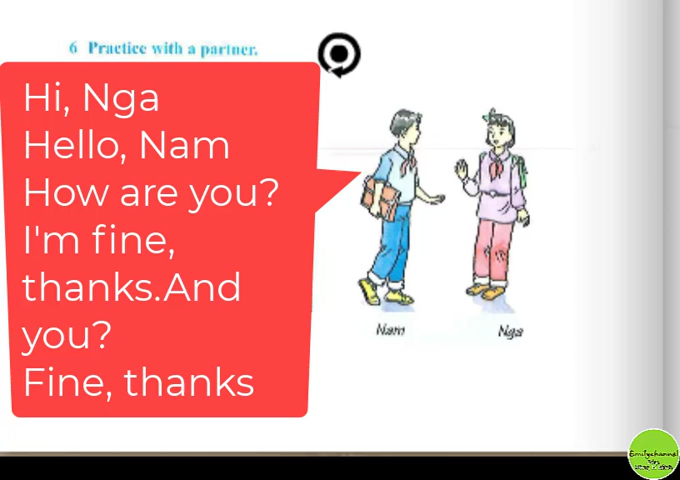 6 Practice with a partner.
Hi, Nga
Hello, Nam
How are you?
I'm fine,
thanks.And
you?
Fine, thanks
Nam
Nga
Emilychannel